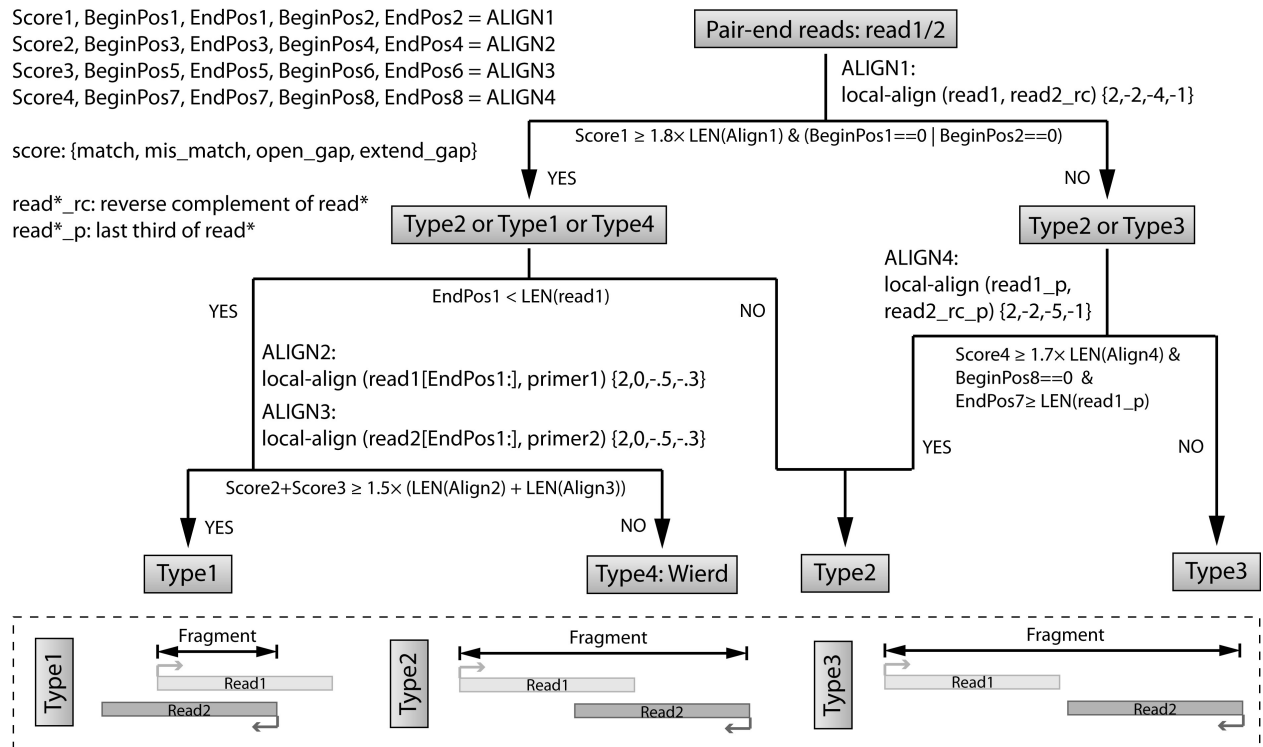 Score1, BeginPos1, EndPos1, BeginPos2, EndPos2 = ALIGN1
Score2, BeginPos3, EndPos3, BeginPos4, EndPos4 = ALIGN2
Score3, BeginPos5, EndPos5, BeginPos6, EndPos6 = ALIGN3
Score4, BeginPos7, EndPos7, BeginPos8, EndPos8 = ALIGN4
score: {match, mis_match, open_gap, extend_gap}
read*_rc: reverse complement of read*
read*_p: last third of read*
Pair-end reads: read1/2
ALIGN1:
local-align (read1, read2_rc) {2,-2,-4,-1}
Score1 ≥ 1.8× LEN(Align1) & (BeginPos1==0 | BeginPos2==0)
YES
NO
Type2 or Type1 or Type4
Type2 or Type3
EndPos1 < LEN(read1)
YES
NO
ALIGN4:
local-align (read1_p,
read2_rc_p) {2,-2,-5,-1}
ALIGN2:
local-align (read1[EndPos1:], primer1) {2,0,-.5,-.3}
ALIGN3:
local-align (read2[EndPos1:], primer2) {2,0,-.5,-.3}
Score4 ≥ 1.7× LEN(Align4) &
BeginPos8==0 &
EndPos7≥ LEN(read1_p)
YES
NO
Score2+Score3 ≥ 1.5× (LEN(Align2) + LEN(Align3))
YES
NO
Type1
Type4: Wierd
Type2
Type3
Type1
Fragment
Read1
Read2
Type2
Fragment
Read1
Read2
Type3
Fragment
Read1
Read2